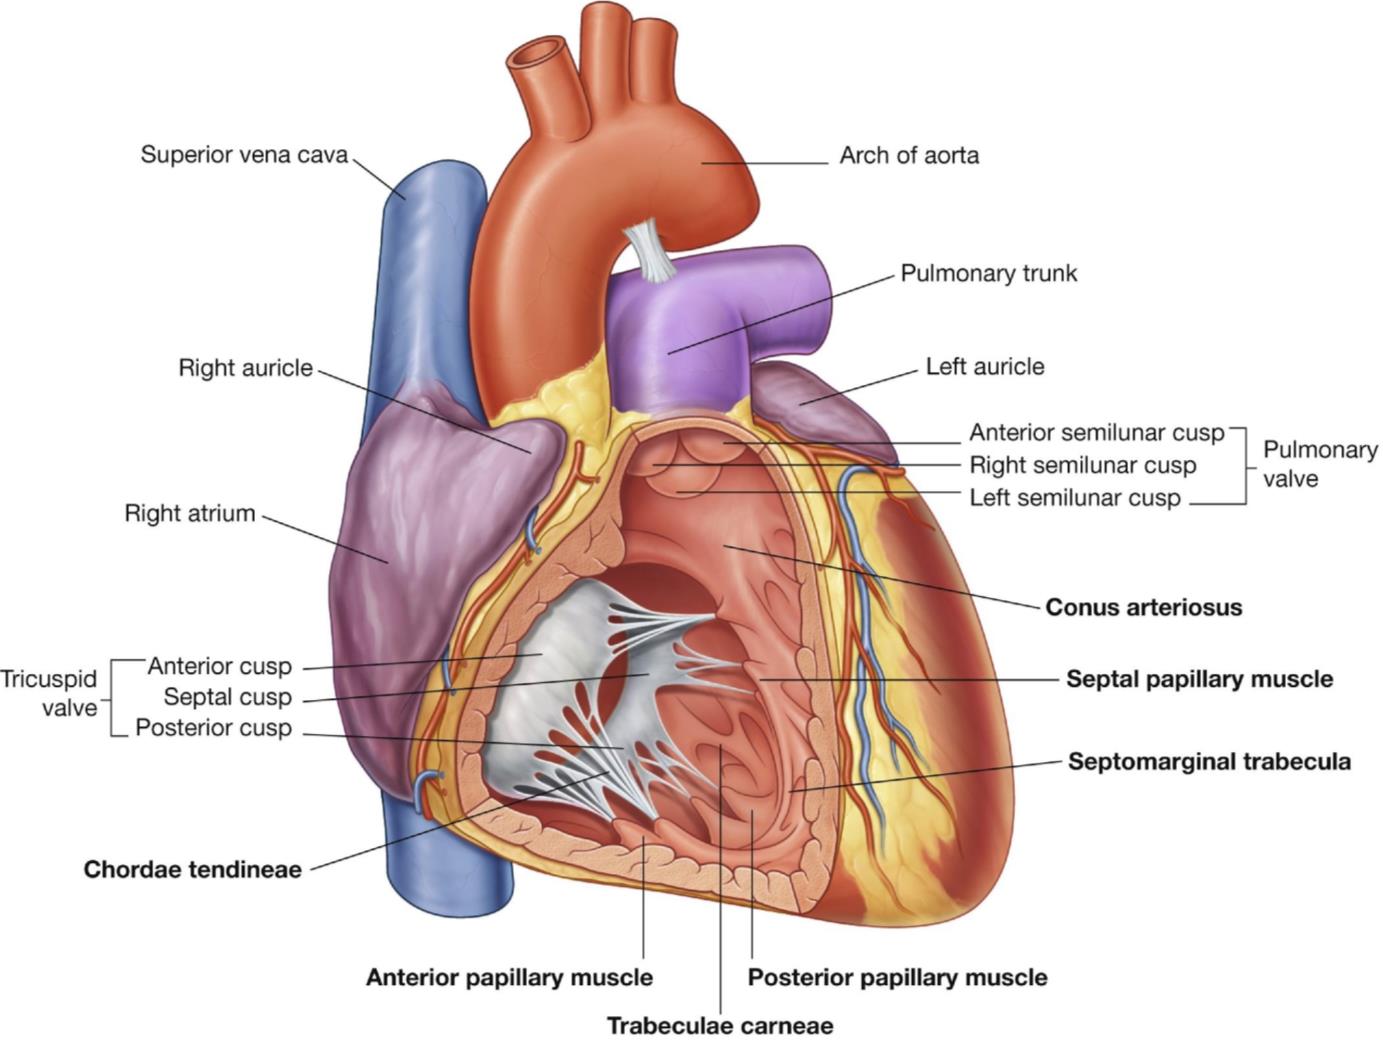 Superior vena cava
Arch of aorta
Pulmonary trunk
Right auricle
Left auricle
Anterior semilunar cusp
Right semilunar cusp
Left semilunar cusp
Pulmonary
valve
Right atrium
Conus arteriosus
Tricuspid
valve
Anterior cusp
Septal cusp
Posterior cusp
Septal papillary muscle
Septomarginal trabecula
Chordae tendineae
Anterior papillary muscle
Posterior papillary muscle
Trabeculae carneae